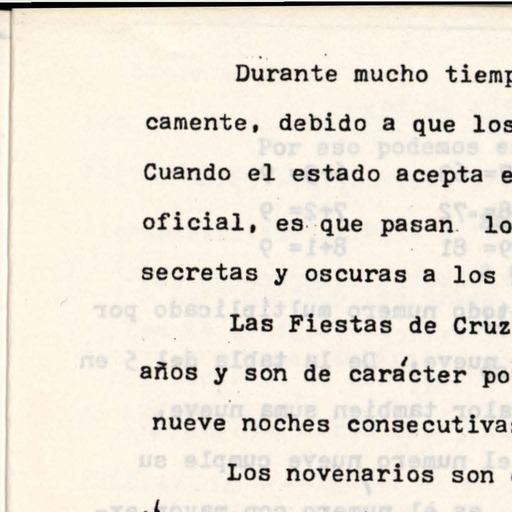 Durante mucho tiemp
camente, debido a que los
Cuando el estado acepta e
oficial, es que pasan lo
secretas y oscuras a los
Las Fiestas de Cruz
años y son de carácter po
nueve noches consecutiva
Los novenarios son